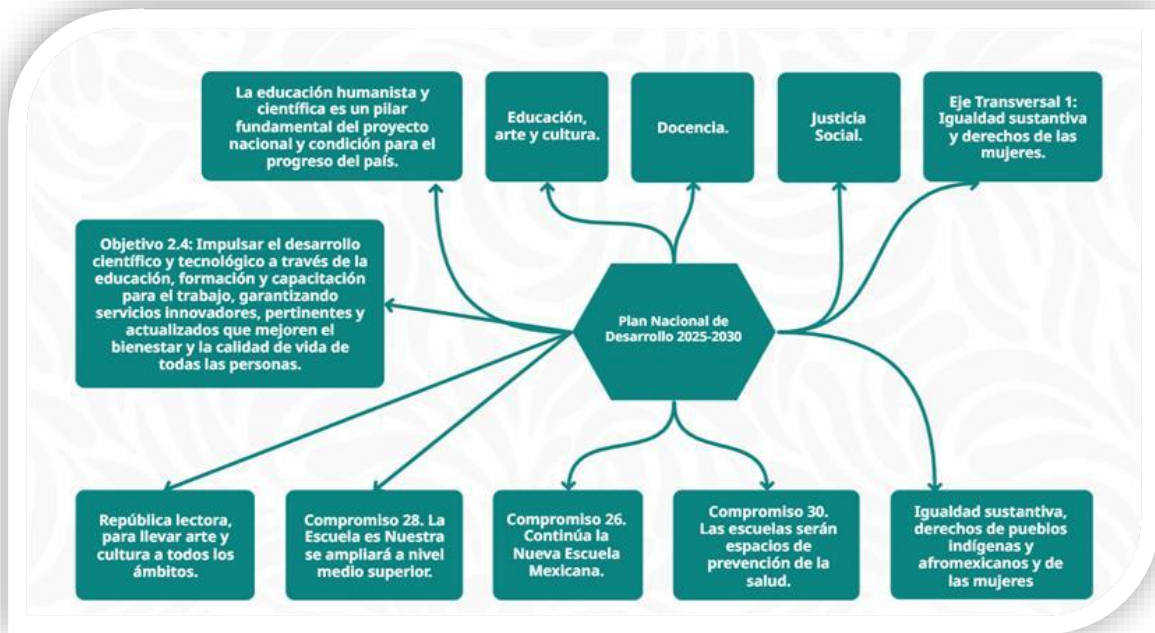 La educación humanista y
científica es un pilar
fundamental del proyecto
nacional y condición para el
progreso del país.
Educación,
arte y cultura.
Docencia.
Justicia
Social.
Eje Transversal 1:
Igualdad sustantiva
y derechos de las
mujeres.
Objetivo 2.4: Impulsar el desarrollo
científico y tecnológico a través de la
educación, formación y capacitación
para el trabajo, garantizando
servicios innovadores, pertinentes y
actualizados que mejoren el
bienestar y la calidad de vida de
todas las personas.
Plan Nacional de
Desarrollo 2025-2030
República lectora,
para llevar arte y
cultura a todos los
ámbitos.
Compromiso 28. La
Escuela es Nuestra
se ampliará a nivel
medio superior.
Compromiso 26.
Continúa la
Nueva Escuela
Mexicana.
Compromiso 30.
Las escuelas serán
espacios de
prevención de la
salud.
Igualdad sustantiva,
derechos de pueblos
indígenas y
afromexicanos y de
las mujeres